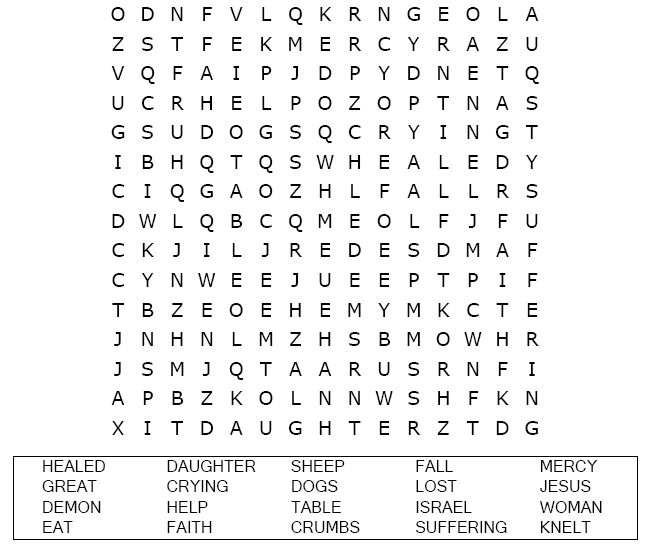 O D N F V L Q K R N G E O L A
Z S T F E K M E R C Y R A Z U
V Q F A I P J D P Y D N E T Q
U C R H E L P O Z O P T N A S
G S U D O G S Q C R Y I N G T
I B H Q T Q S W H E A L E D Y
C I Q G A O Z H L F A L L R S
D W L Q B C Q M E O L F J F U
C K J I L J R E D E S D M A F
C Y N W E E J U E E P T P I F
T B Z E O E H E M Y M K C T E
J N H N L M Z H S B M O W H R
J S M J Q T A A R U S R N F I
A P B Z K O L N N W S H F K N
X I T D A U G H T E R Z T D G
HEALED DAUGHTER SHEEP FALL MERCY
GREAT CRYING DOGS LOST JESUS
DEMON HELP TABLE ISRAEL WOMAN
EAT FAITH CRUMBS SUFFERING KNELT